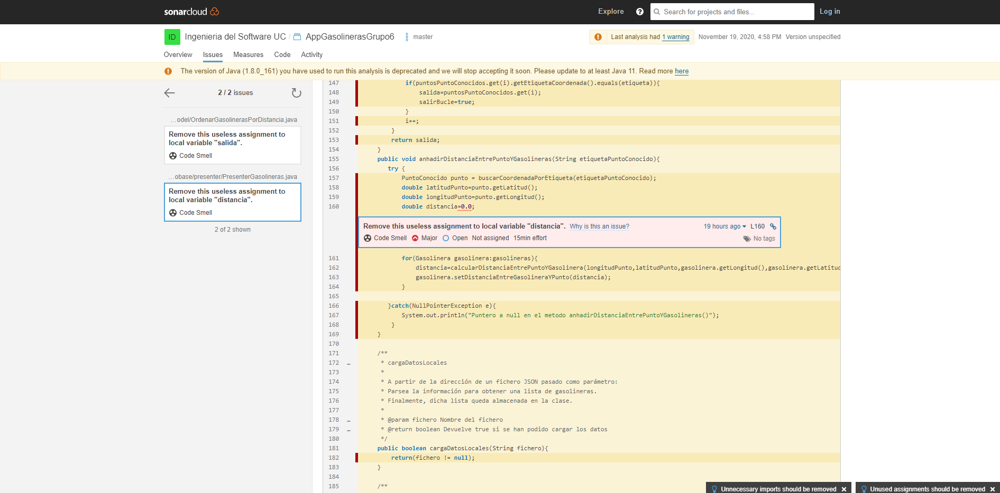 sonarcloud
Explore
Search for projects and files...
Log in
ID Ingenieria del Software UC / AppGasolinerasGrupo6 master
Last analysis had 1 warning November 19, 2020, 4:58 PM Version unspecified
Overview Issues Measures Code Activity
The version of Java (1.8.0_161) you have used to run this analysis is deprecated and we will stop accepting it soon. Please update to at least Java 11. Read more here
2 / 2 issues
…odel/OrdenarGasolinerasPorDistancia.java
Remove this useless assignment to
local variable "salida".
Code Smell
…obase/presenter/PresenterGasolineras.java
Remove this useless assignment to
local variable "distancia".
Code Smell
2 of 2 shown
147 if(puntosPuntoConocidos.get(i).getEtiquetaCoordenada().equals(etiqueta)){
148 salida=puntosPuntoConocidos.get(i);
149 salirBucle=true;
150 }
151 i++;
152 }
153 return salida;
154 }
155 public void anhadirDistanciaEntrePuntoYGasolineras(String etiquetaPuntoConocido){
156 try {
157 PuntoConocido punto = buscarCoordenadaPorEtiqueta(etiquetaPuntoConocido);
158 double latitudPunto=punto.getLatitud();
159 double longitudPunto=punto.getLongitud();
160 double distancia=0.0;
Remove this useless assignment to local variable "distancia". Why is this an issue? 19 hours ago L160
Code Smell Major Open Not assigned 15min effort No tags
161 for(Gasolinera gasolinera:gasolineras){
162 distancia=calcularDistanciaEntrePuntoYGasolinera(longitudPunto,latitudPunto,gasolinera.getLongitud(),gasolinera.getLatitud
163 gasolinera.setDistanciaEntreGasolineraYPunto(distancia);
164 }
165
166 }catch(NullPointerException e){
167 System.out.println("Puntero a null en el metodo anhadirDistanciaEntrePuntoYGasolineras()");
168 }
169 }
170
171 /**
172 … * cargaDatosLocales
173 *
174 * A partir de la dirección de un fichero JSON pasado como parámetro:
175 * Parsea la información para obtener una lista de gasolineras.
176 * Finalmente, dicha lista queda almacenada en la clase.
177 *
178 … * @param fichero Nombre del fichero
179 … * @return boolean Devuelve true si se han podido cargar los datos
180 */
181 public boolean cargaDatosLocales(String fichero){
182 return(fichero != null);
183 }
184
185 /**
Unnecessary imports should be removed ×
Unused assignments should be removed ×